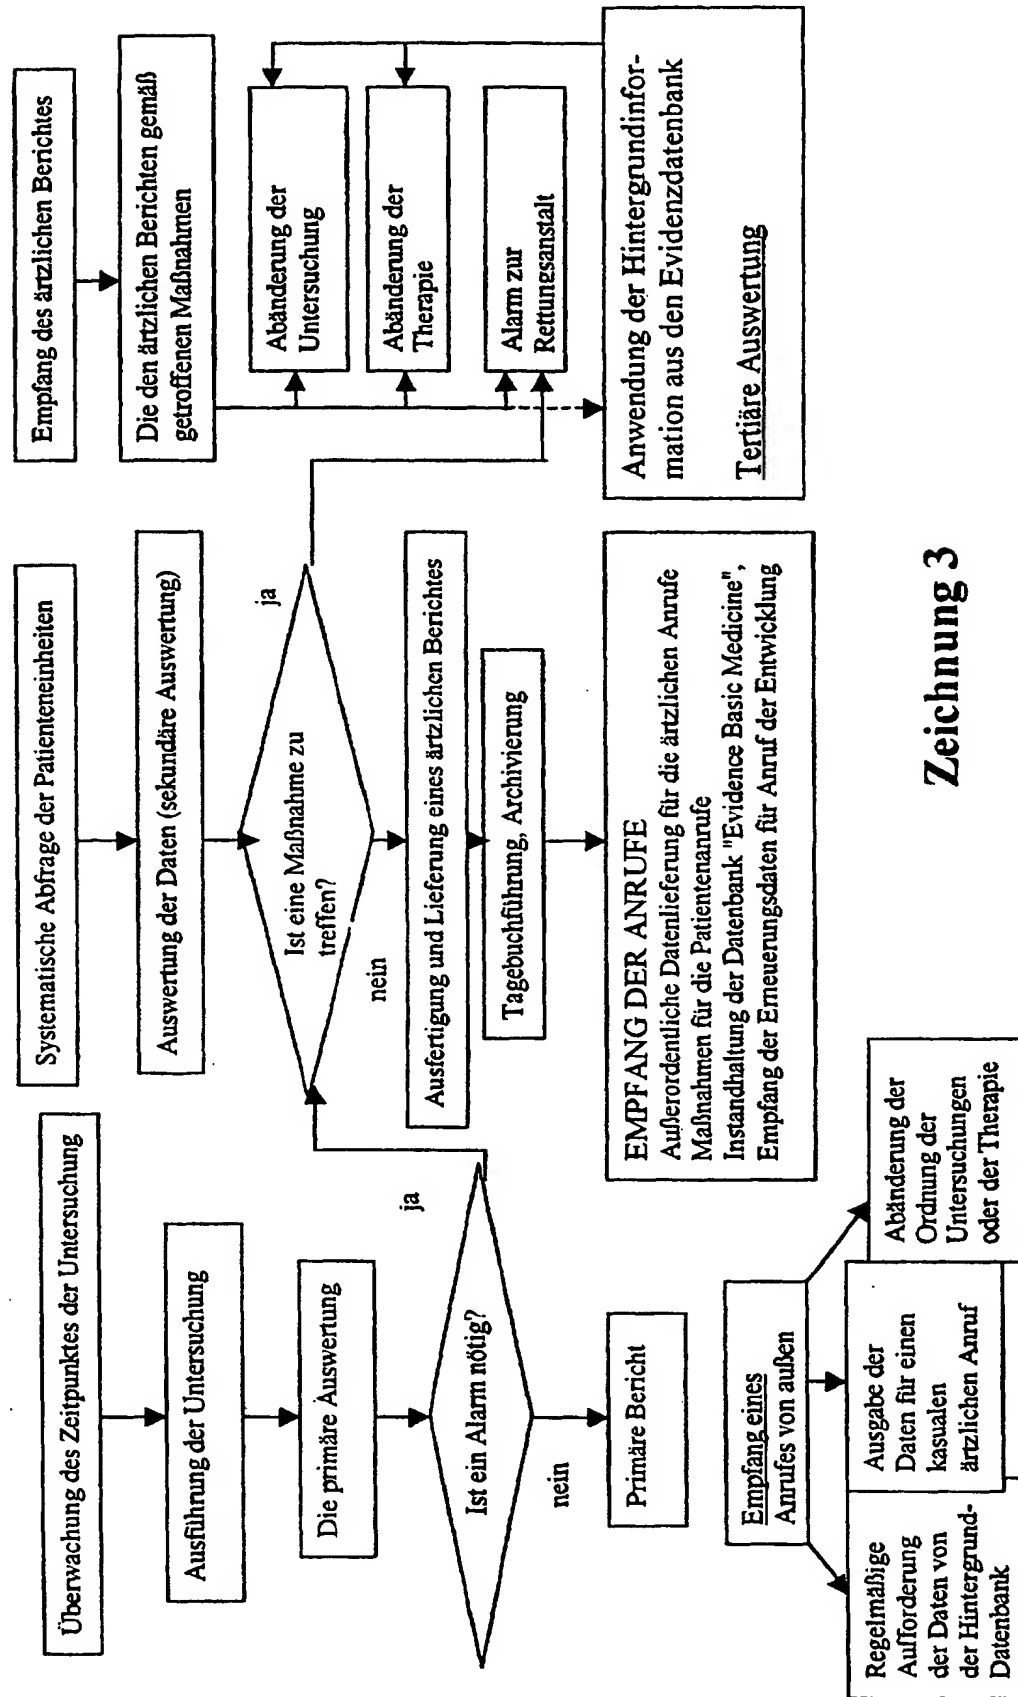 Überwachung des Zeitpunktes der Untersuchung
Ausführung der Untersuchung
Die primäre Auswertung
Ist ein Alarm nötig?
ja
nein
Primäre Bericht
Empfang eines
Anrufes von außen
Regelmäßige
Aufforderung
der Daten von
der Hintergrund-
Datenbank
Ausgabe der
Daten für einen
kasualen
ärtzlichen Anruf
Abänderung der
Ordnung der
Untersuchungen
oder der Therapie
Systematische Abfrage der Patienteneinheiten
Auswertung der Daten (sekundäre Auswertung)
Ist eine Maßnahme zu
treffen?
ja
nein
Ausfertigung und Lieferung eines ärtzlichen Berichtes
Tagebuchführung, Archivierung
EMPFANG DER ANRUFE
Außerordentliche Datenlieferung für die ärtzlichen Anrufe
Maßnahmen für die Patientenanrufe
Instandhaltung der Datenbank "Evidence Basic Medicine",
Empfang der Erneuerungsdaten für Anruf der Entwicklung
Empfang des ärtzlichen Berichtes
Die den ärtzlichen Berichten gemäß
getroffenen Maßnahmen
Abänderung der
Untersuchung
Abänderung der
Therapie
Alarm zur
Rettungsanstalt
Anwendung der Hintergrundinfor-
mation aus den Evidenzdatenbank
Tertiäre Auswertung
Zeichnung 3